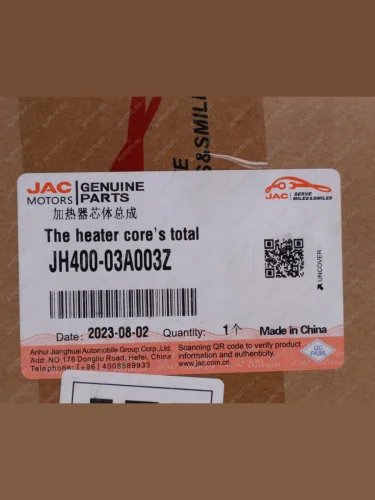 & SMILE
S&SMIL
JAC MOTORS GENUINE PARTS
加热器芯体总成
JAC SERVE MILES&SMILES
The heater core's total
JH400-03A003Z
UNCOVER
Date: 2023-08-02 Quantity: 1个 Made in China
Anhui Jianghuai Automobile Group Corp.,Ltd.
Add: NO.176 Dongliu Road, Hefei, China
Telephone: (+86) 4008889933
Scanning QR code to verify product
information and authenticity.
www.jac.com.cn
QC
PASS